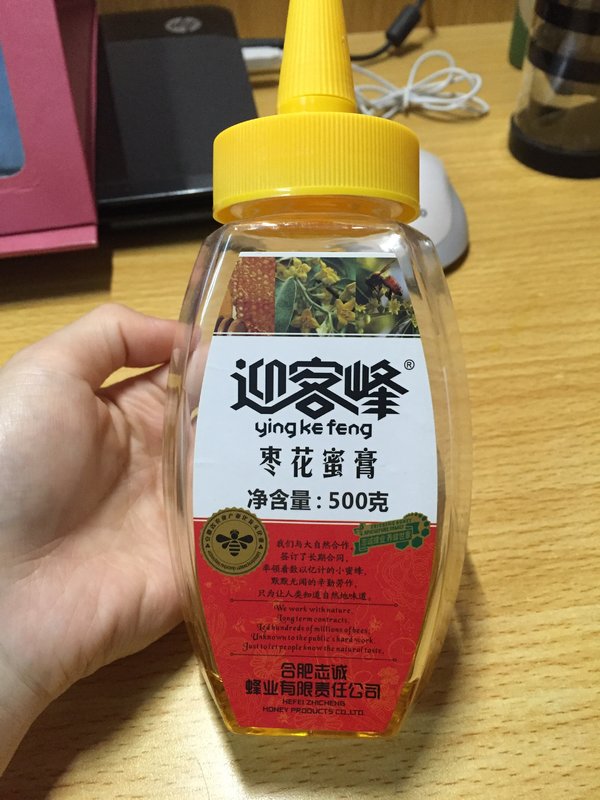 迎客峰®
yingkefeng
枣花蜜膏
净含量：500克
我们与大自然合作，
签订了长期合同，
率领着数以亿计的小蜜蜂，
默默无闻的辛勤劳作，
只为让人类知道自然地味道。
We work with nature.
Long term contracts.
Led hundreds of millions of bees.
Unknown to the public's hard work.
Just to let people know the natural taste.
合肥志诚
蜂业有限责任公司
HEFEI ZHICHENG
HONEY PRODUCTS CO.,LTD.